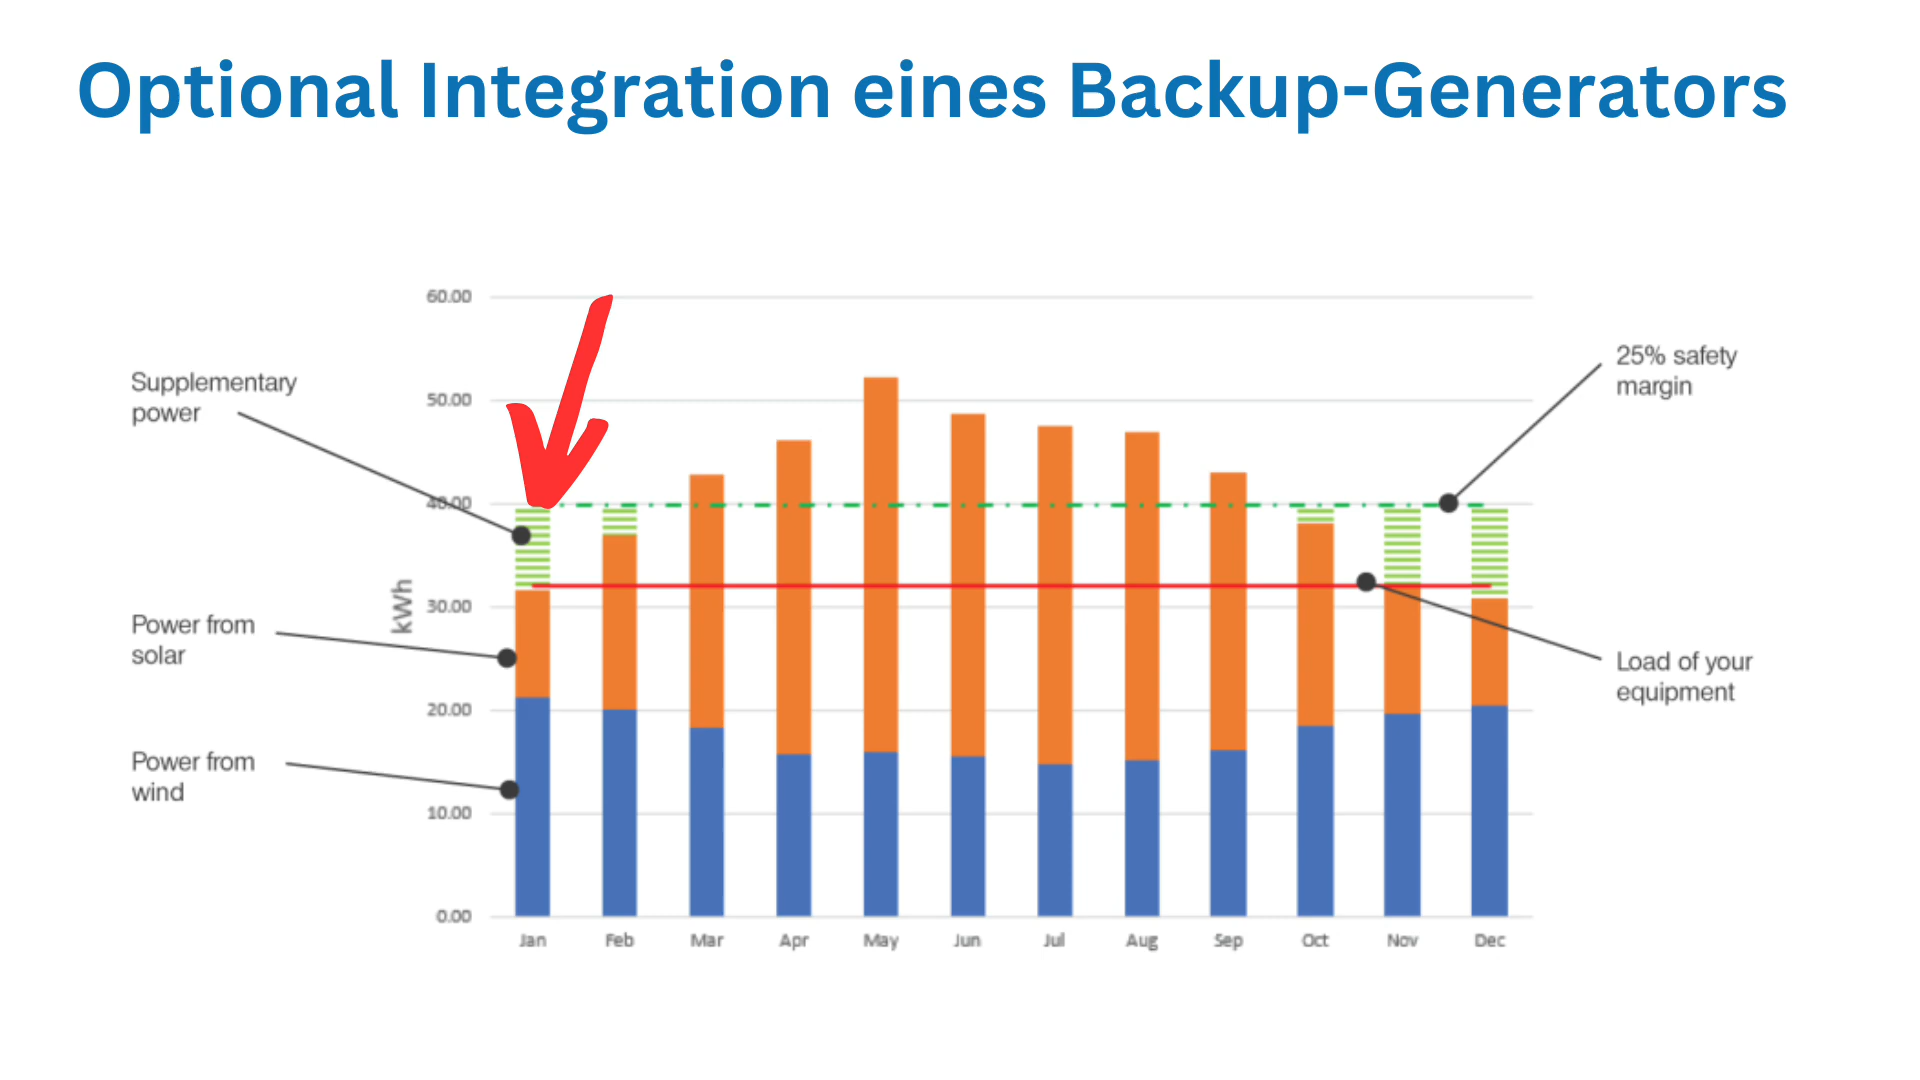 Optional Integration eines Backup-Generators
60.00
50.00
40.00
30.00
20.00
10.00
0.00
kWh
Supplementary
power
Power from
solar
Power from
wind
25% safety
margin
Load of your
equipment
Jan Feb Mar Apr May Jun Jul Aug Sep Oct Nov Dec